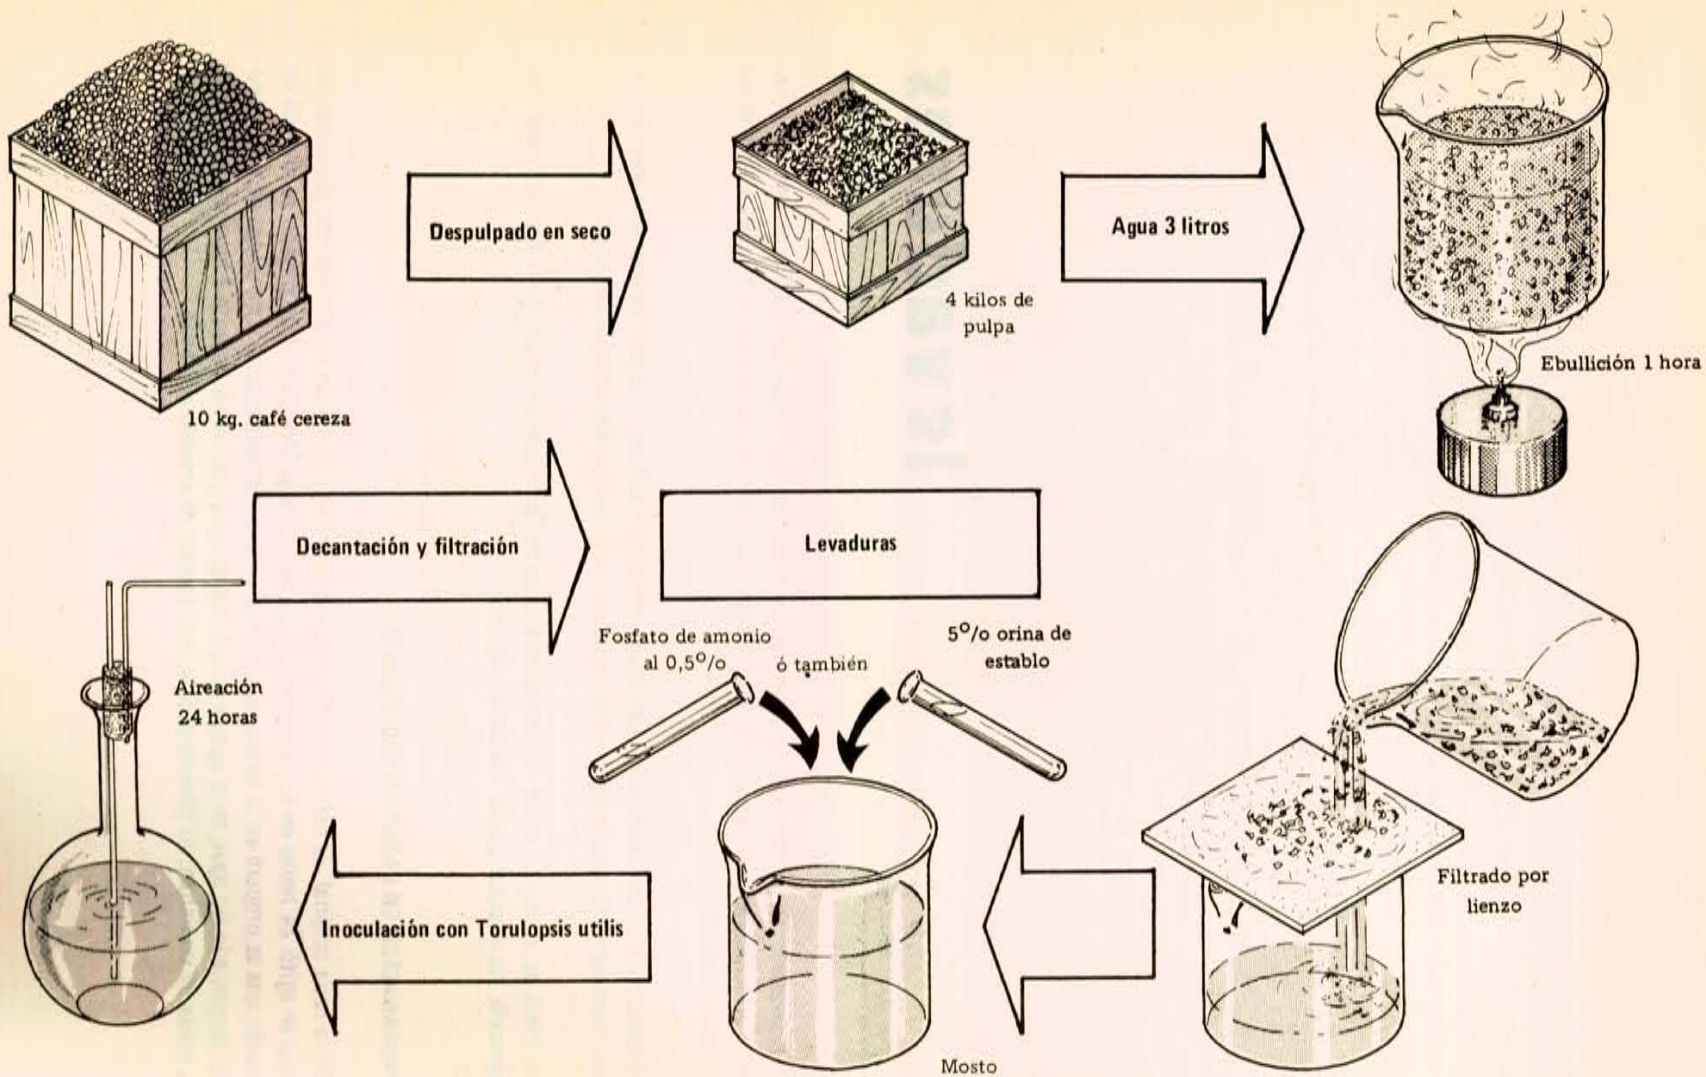 Despulpado en seco
Agua 3 litros
4 kilos de
pulpa
Ebullición 1 hora
10 kg. café cereza
Decantación y filtración
Levaduras
Fosfato de amonio
al 0,5%
ó también
5% orina de
establo
Aireación
24 horas
Filtrado por
lienzo
Inoculación con Torulopsis utilis
Mosto